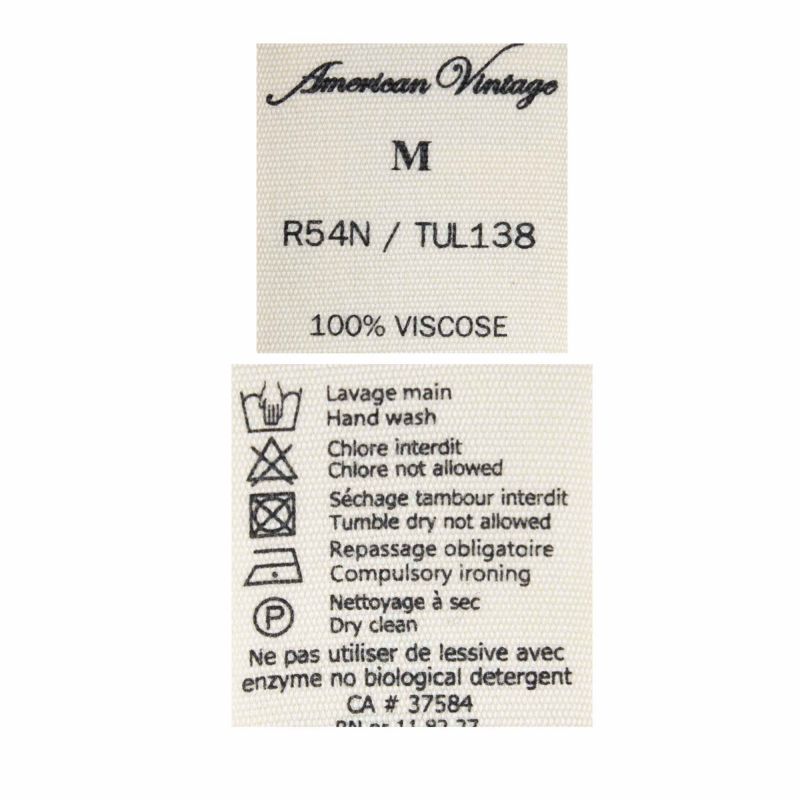 American Vintage
M
R54N / TUL138
100% VISCOSE
Lavage main
Hand wash
Chlore interdit
Chlore not allowed
Séchage tambour interdit
Tumble dry not allowed
Repassage obligatoire
Compulsory ironing
P
Nettoyage à sec
Dry clean
Ne pas utiliser de lessive avec
enzyme no biological detergent
CA # 37584